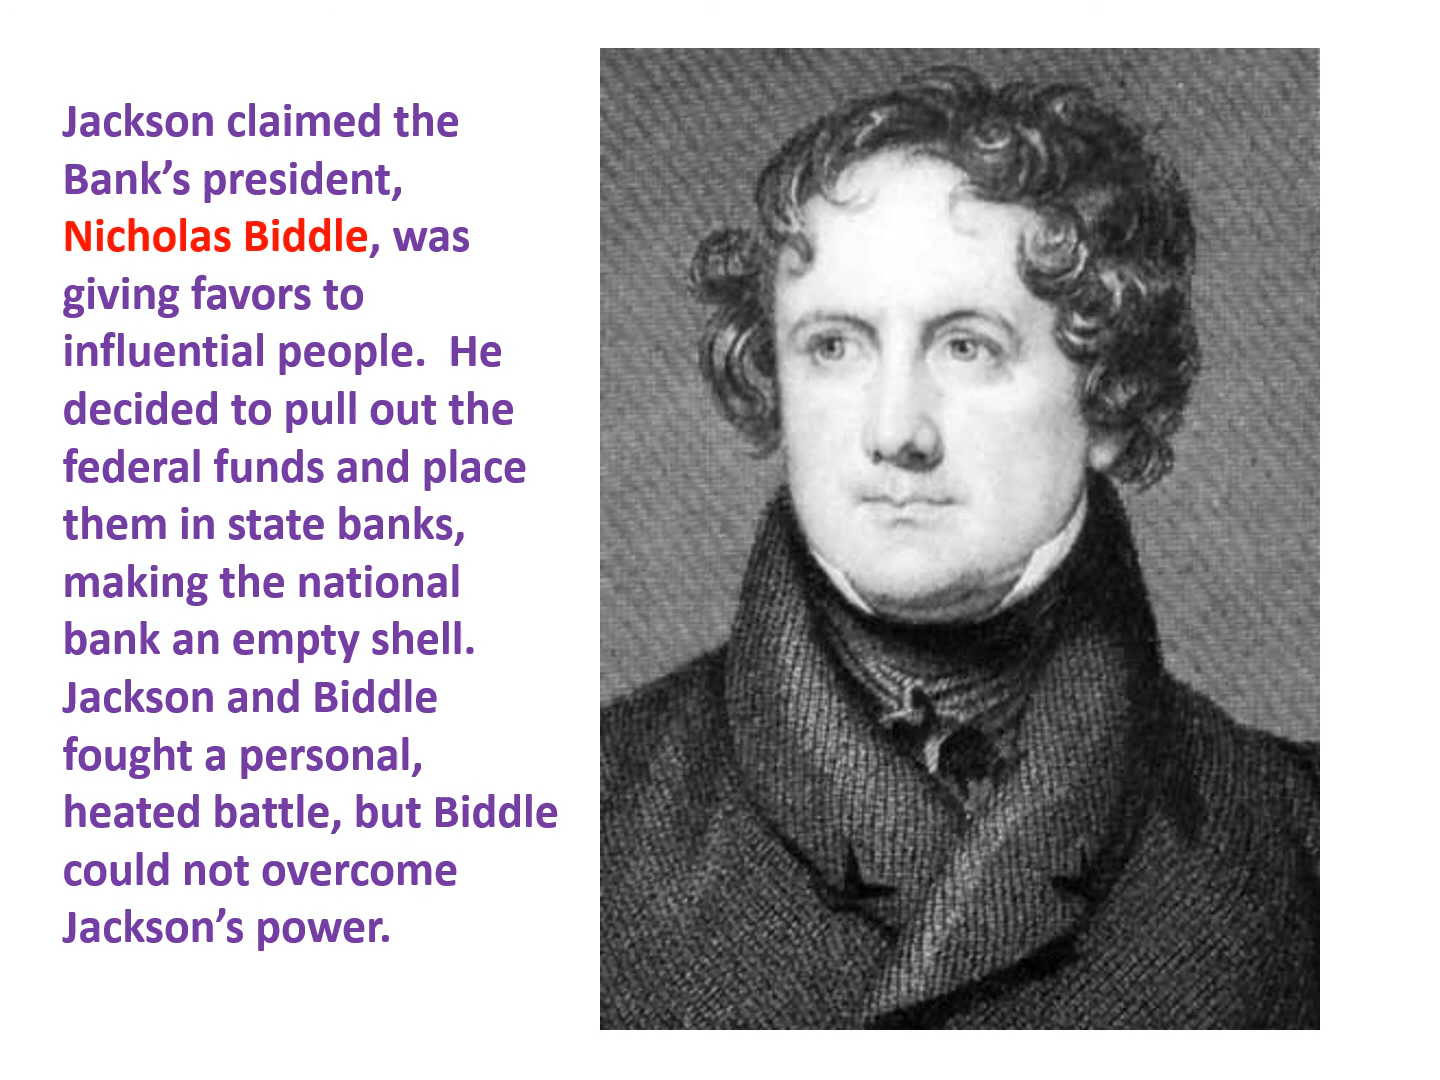 Jackson claimed the
Bank’s president,
Nicholas Biddle, was
giving favors to
influential people.  He
decided to pull out the
federal funds and place
them in state banks,
making the national
bank an empty shell.
Jackson and Biddle
fought a personal,
heated battle, but Biddle
could not overcome
Jackson’s power.